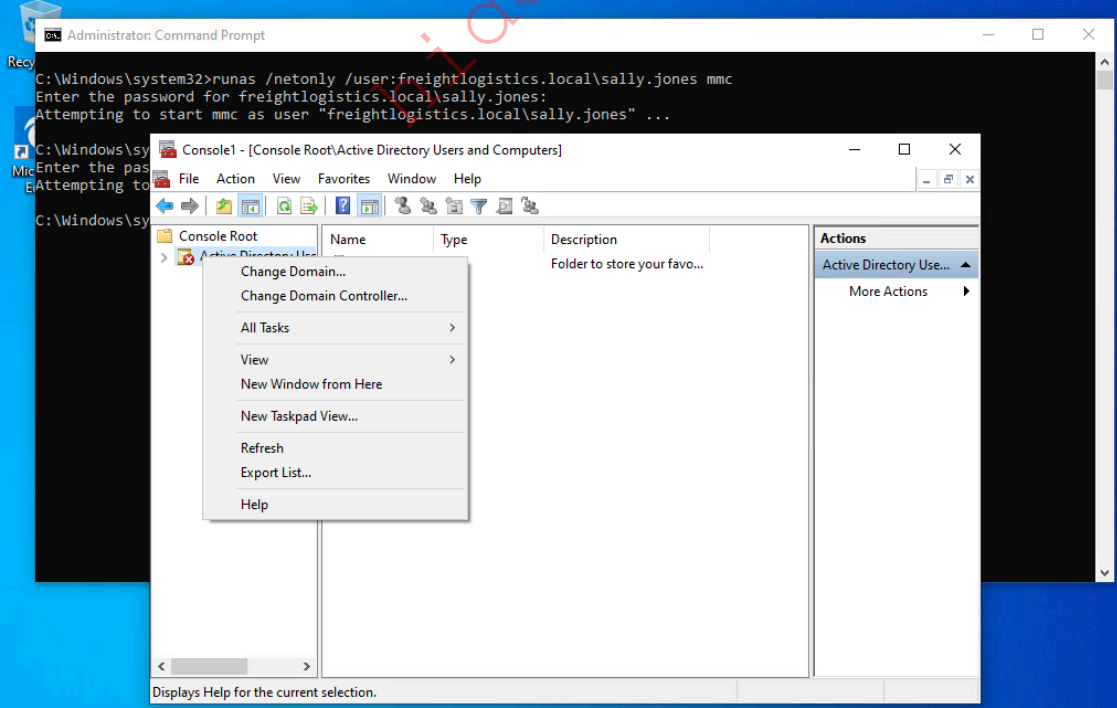 Administrator: Command Prompt
Recy
C:\Windows\system32>runas /netonly /user:freightlogistics.local\sally.jones mmc
Enter the password for freightlogistics.local\sally.jones:
Attempting to start mmc as user "freightlogistics.local\sally.jones" ...
C:\Windows\sy
Mic
Enter the pas
E
Attempting to
C:\Windows\sy
Console1 - [Console Root\Active Directory Users and Computers]
File Action View Favorites Window Help
Console Root
Name Type Description
Actions
Active Directory Use
Folder to store your favo...
Active Directory Use...
More Actions
Change Domain...
Change Domain Controller...
All Tasks
View
New Window from Here
New Taskpad View...
Refresh
Export List...
Help
Displays Help for the current selection.